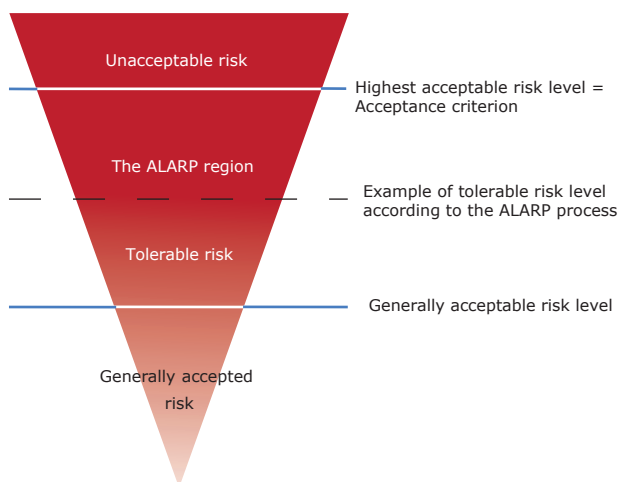 Unacceptable risk
Highest acceptable risk level =
Acceptance criterion
The ALARP region
Example of tolerable risk level
according to the ALARP process
Tolerable risk
Generally acceptable risk level
Generally accepted
risk